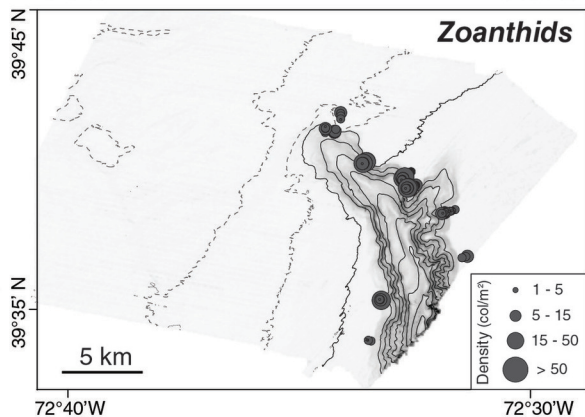 Zoanthids
39°45'N
39°35'N
5 km
Density (col/m²)
1 - 5
5 - 15
15 - 50
> 50
72°40'W
72°30'W